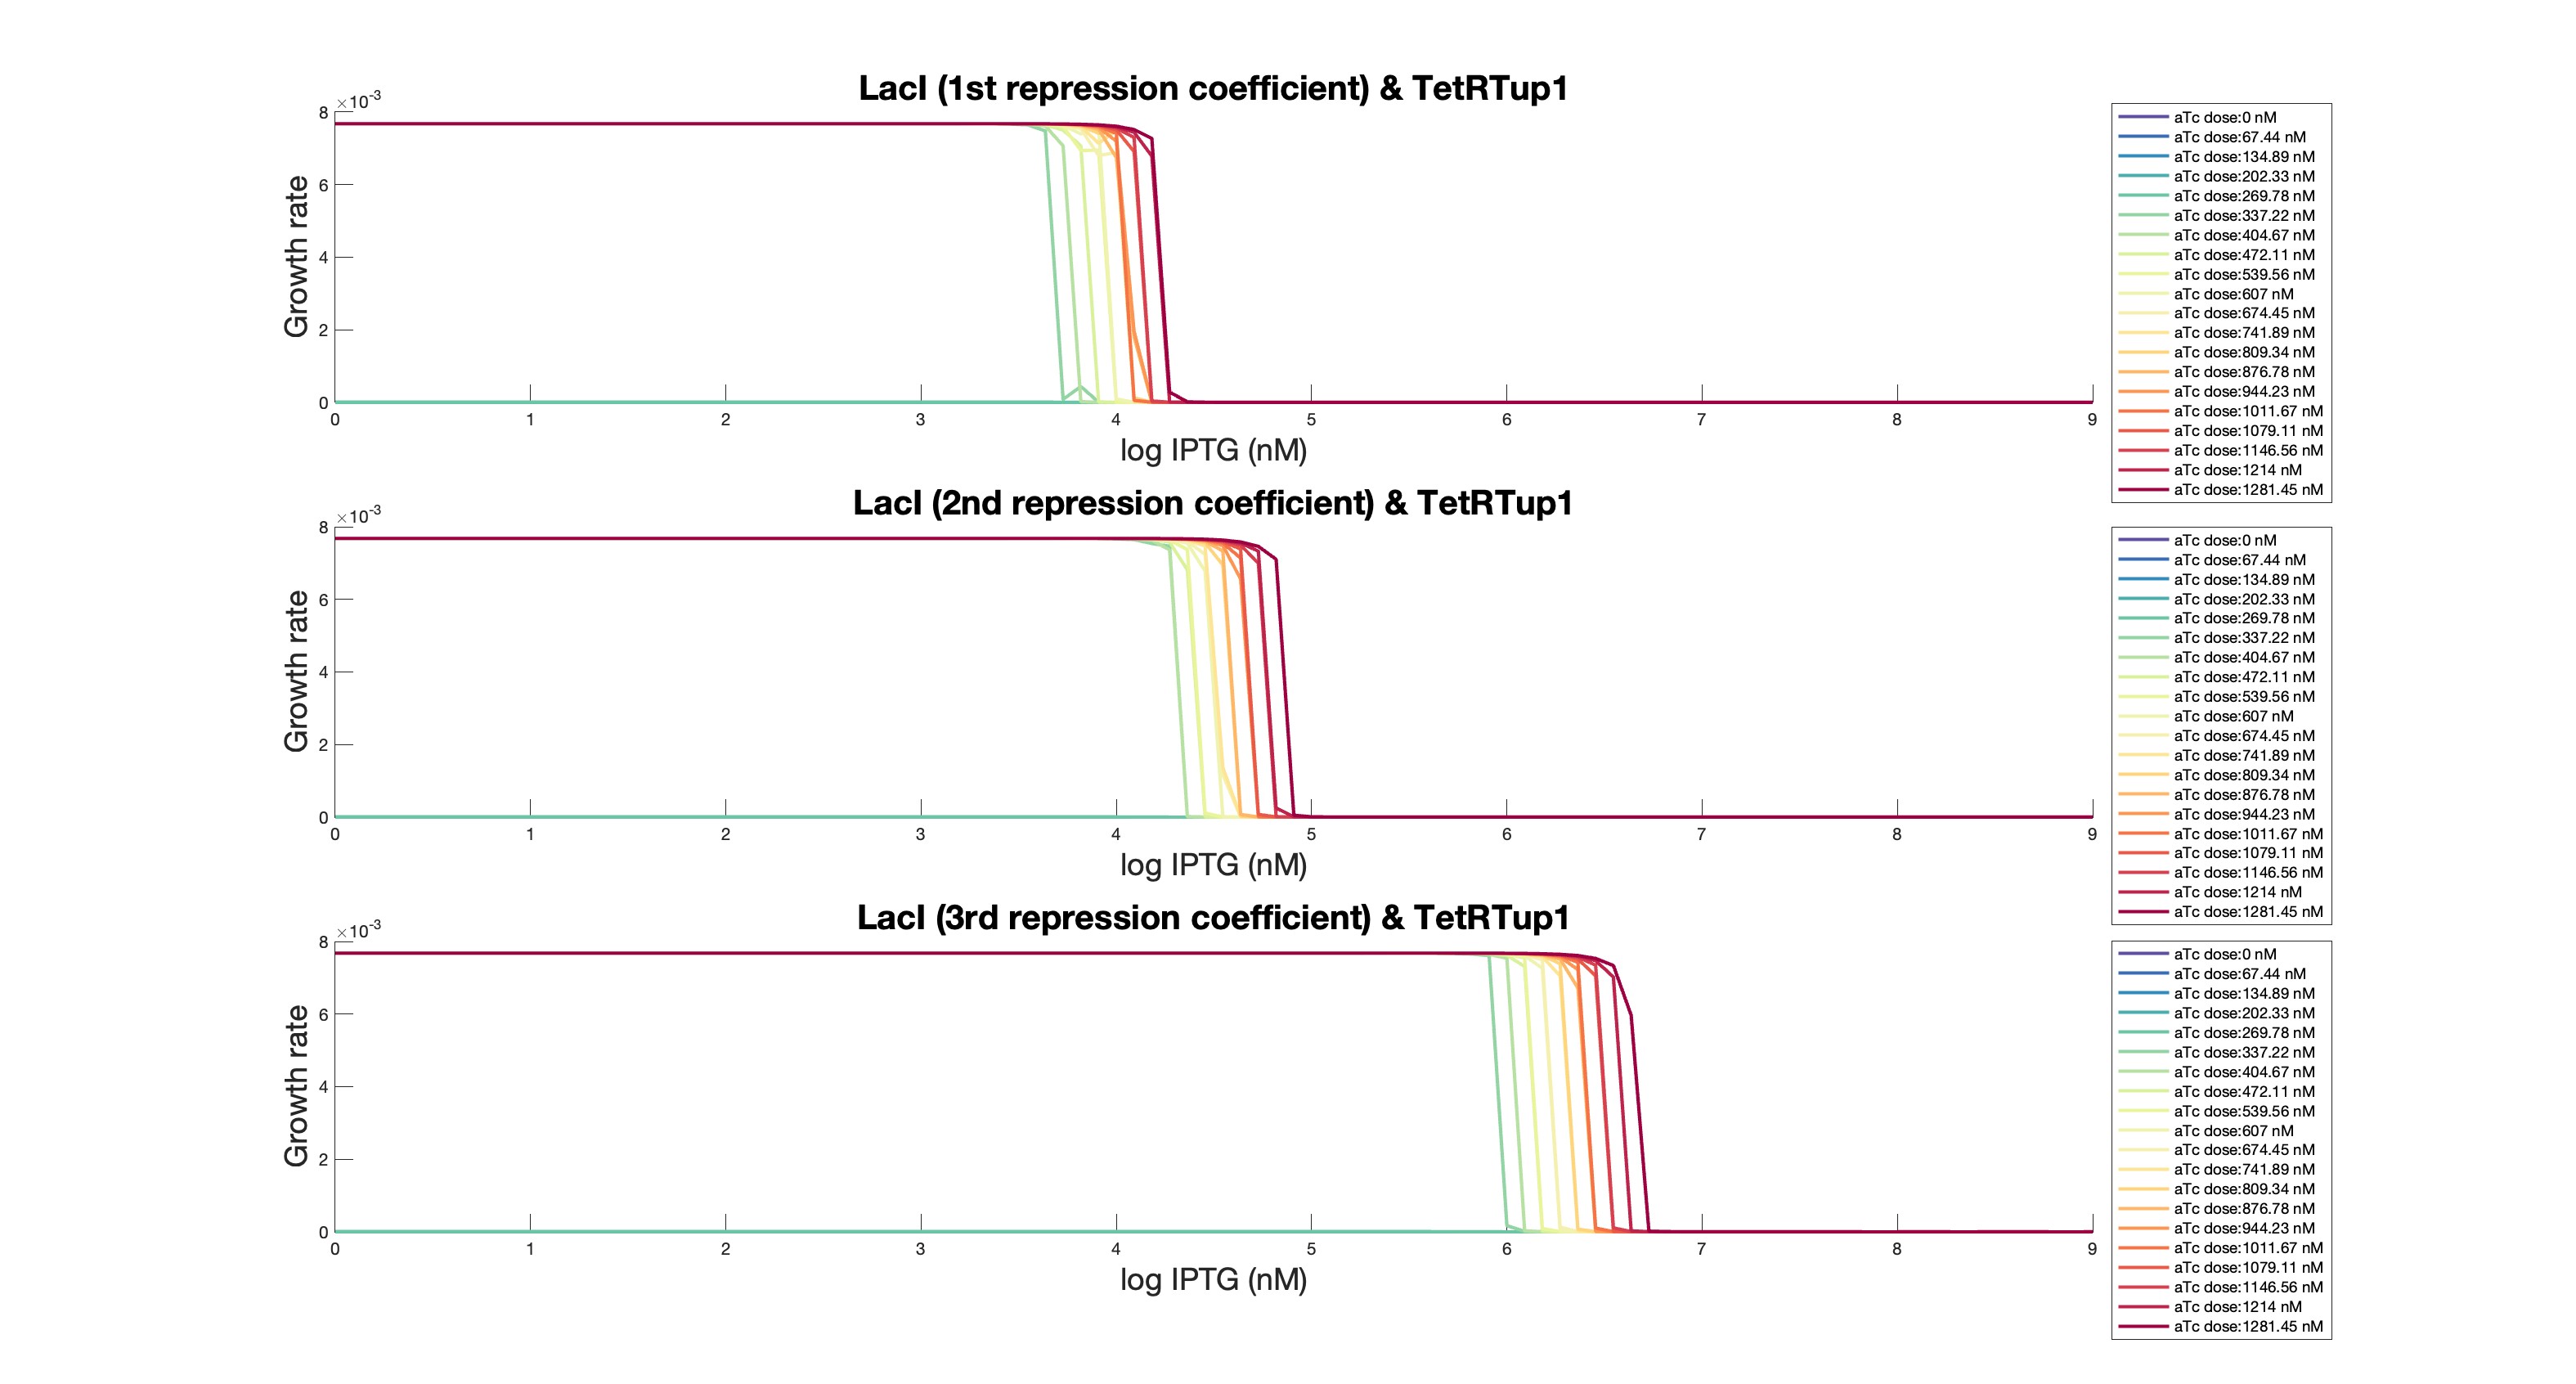 LacI (1st repression coefficient) & TetRTup1
×10-3
8
6
4
2
0
Growth rate
0 1 2 3 4 5 6 7 8 9
log IPTG (nM)
aTc dose:0 nM
aTc dose:67.44 nM
aTc dose:134.89 nM
aTc dose:202.33 nM
aTc dose:269.78 nM
aTc dose:337.22 nM
aTc dose:404.67 nM
aTc dose:472.11 nM
aTc dose:539.56 nM
aTc dose:607 nM
aTc dose:674.45 nM
aTc dose:741.89 nM
aTc dose:809.34 nM
aTc dose:876.78 nM
aTc dose:944.23 nM
aTc dose:1011.67 nM
aTc dose:1079.11 nM
aTc dose:1146.56 nM
aTc dose:1214 nM
aTc dose:1281.45 nM
LacI (2nd repression coefficient) & TetRTup1
×10-3
8
6
4
2
0
Growth rate
0 1 2 3 4 5 6 7 8 9
log IPTG (nM)
aTc dose:0 nM
aTc dose:67.44 nM
aTc dose:134.89 nM
aTc dose:202.33 nM
aTc dose:269.78 nM
aTc dose:337.22 nM
aTc dose:404.67 nM
aTc dose:472.11 nM
aTc dose:539.56 nM
aTc dose:607 nM
aTc dose:674.45 nM
aTc dose:741.89 nM
aTc dose:809.34 nM
aTc dose:876.78 nM
aTc dose:944.23 nM
aTc dose:1011.67 nM
aTc dose:1079.11 nM
aTc dose:1146.56 nM
aTc dose:1214 nM
aTc dose:1281.45 nM
LacI (3rd repression coefficient) & TetRTup1
×10-3
8
6
4
2
0
Growth rate
0 1 2 3 4 5 6 7 8 9
log IPTG (nM)
aTc dose:0 nM
aTc dose:67.44 nM
aTc dose:134.89 nM
aTc dose:202.33 nM
aTc dose:269.78 nM
aTc dose:337.22 nM
aTc dose:404.67 nM
aTc dose:472.11 nM
aTc dose:539.56 nM
aTc dose:607 nM
aTc dose:674.45 nM
aTc dose:741.89 nM
aTc dose:809.34 nM
aTc dose:876.78 nM
aTc dose:944.23 nM
aTc dose:1011.67 nM
aTc dose:1079.11 nM
aTc dose:1146.56 nM
aTc dose:1214 nM
aTc dose:1281.45 nM